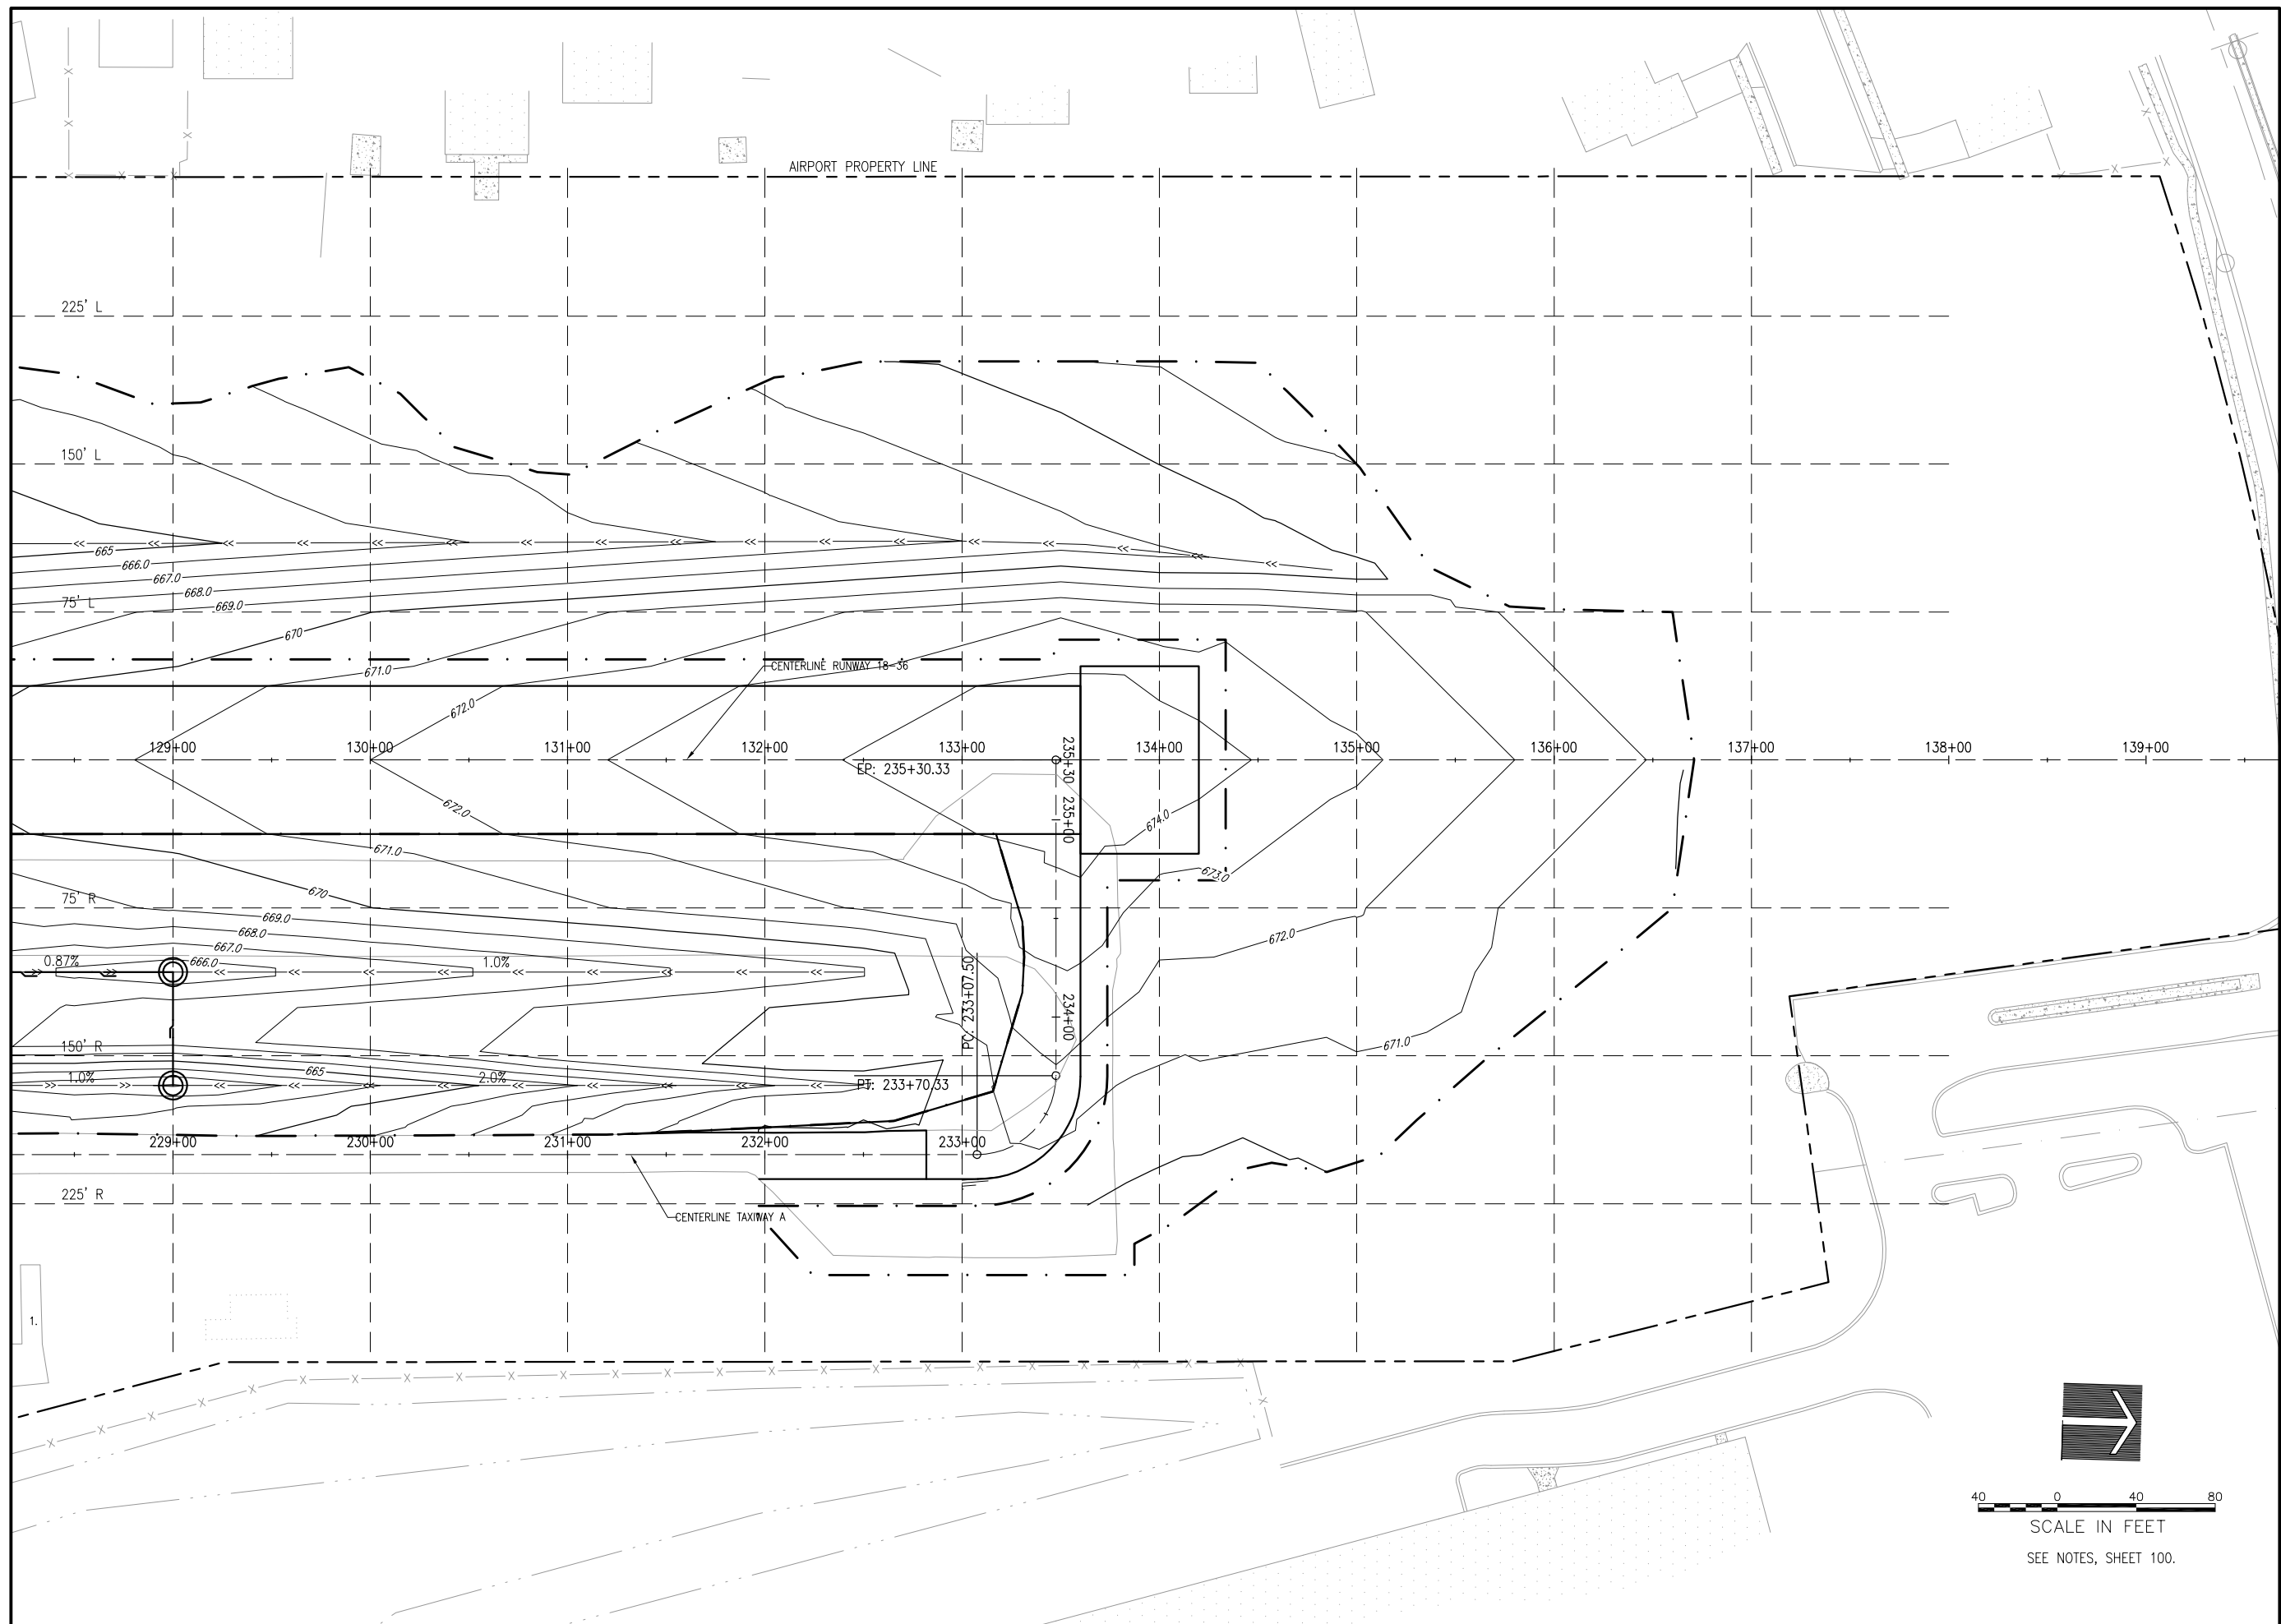 AIRPORT PROPERTY LINE
225' L
150' L
665
666.0
667.0
668.0
75' L
669.0
670
CENTERLINE RUNWAY 18-36
671.0
672.0
129+00
130+00
131+00
132+00
133+00
235+30
134+00
135+00
136+00
137+00
138+00
139+00
EP: 235+30.33
672.0
235+00
674.0
671.0
673.0
670
75' R
669.0
668.0
672.0
667.0
0.87%
666.0
1.0%
PC: 233+07.50
234+00
150' R
671.0
665
1.0%
2.0%
PT: 233+70.33
229+00
230+00
231+00
232+00
233+00
225' R
CENTERLINE TAXIWAY A
1.
40 0 40 80
SCALE IN FEET
SEE NOTES, SHEET 100.